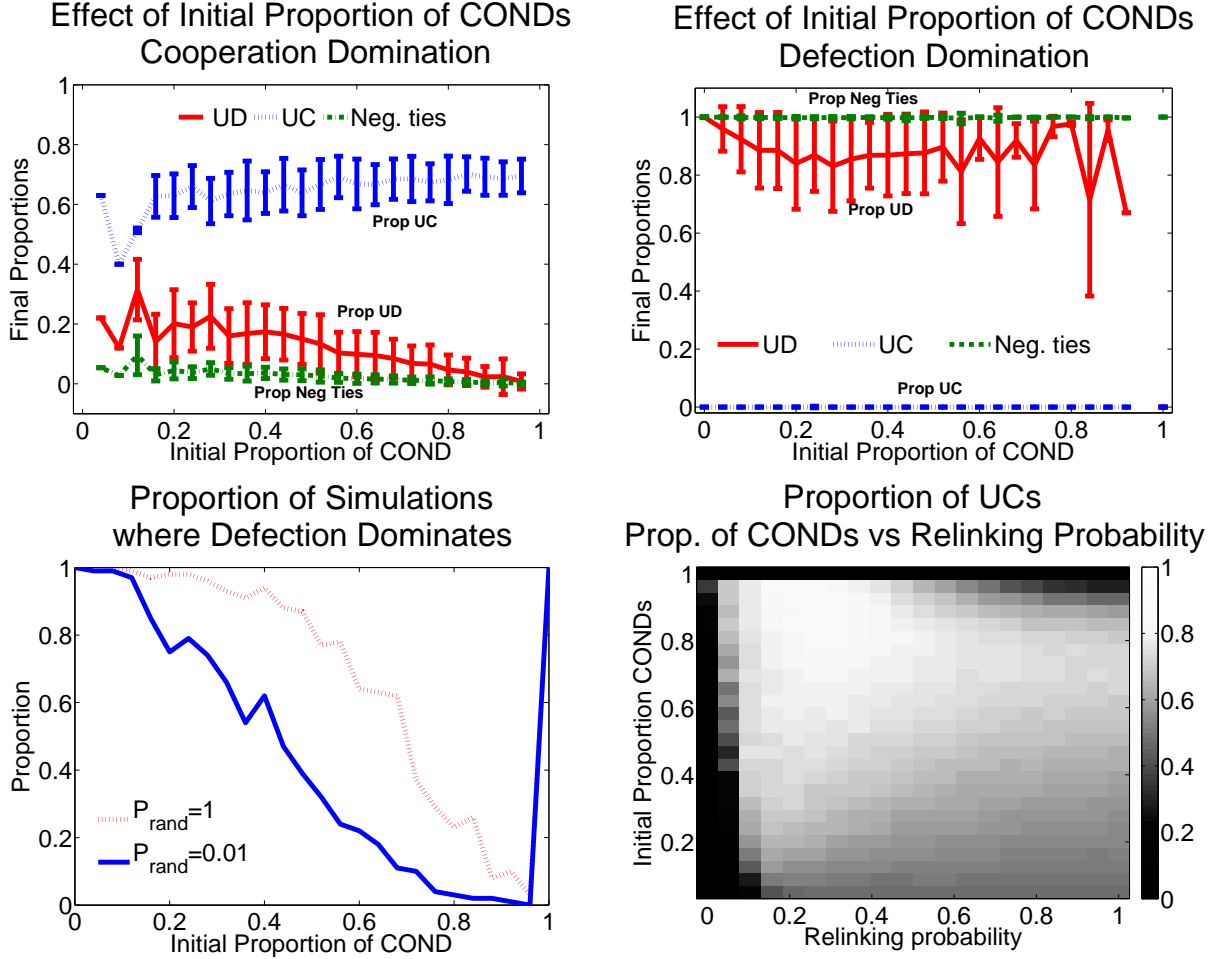 Effect of Initial Proportion of CONDs
Cooperation Domination
1
0.8
0.6
0.4
0.2
0
Final Proportions
UD
UC
Neg. ties
Prop UC
Prop UD
Prop Neg Ties
0
0.2
0.4
0.6
0.8
1
Initial Proportion of COND
Effect of Initial Proportion of CONDs
Defection Domination
1
0.8
0.6
0.4
0.2
0
Final Proportions
Prop Neg Ties
Prop UD
UD
UC
Neg. ties
Prop UC
0
0.2
0.4
0.6
0.8
1
Initial Proportion of COND
Proportion of Simulations
where Defection Dominates
1
0.8
0.6
0.4
0.2
0
Proportion
P_rand=1
P_rand=0.01
0
0.2
0.4
0.6
0.8
1
Initial Proportion of COND
Proportion of UCs
Prop. of CONDs vs Relinking Probability
1
0.8
0.6
0.4
0.2
Initial Proportion CONDs
0
0.2
0.4
0.6
0.8
1
Relinking probability
1
0.8
0.6
0.4
0.2
0